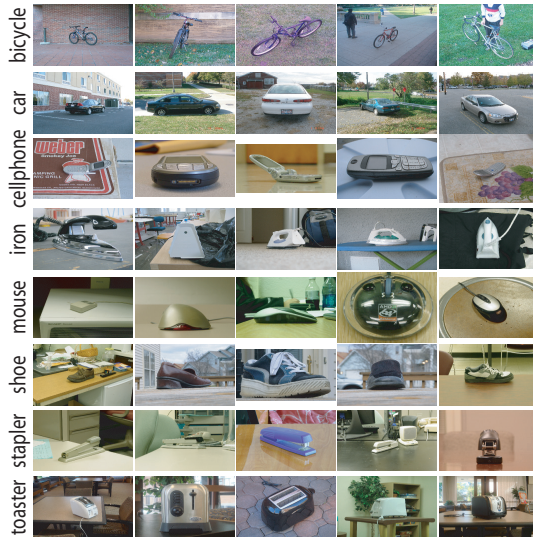 bicycle
car
cellphone
weber
iron
mouse
shoe
stapler
toaster